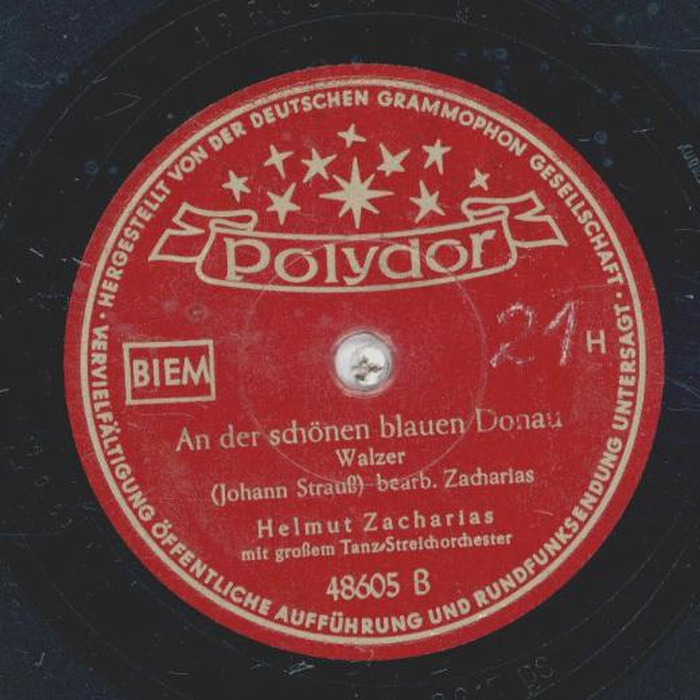 HERGESTELLT VON DER DEUTSCHEN GRAMMOPHON GESELLSCHAFT · VERVIELFÄLTIGUNG ÖFFENTLICHE AUFFÜHRUNG UND RUNDFUNKSENDUNG UNTERSAGT ·
Polydor
21 H
BIEM
An der schönen blauen Donau
Walzer
(Johann Strauß) bearb. Zacharias
Helmut Zacharias
mit großem Tanz-Streichorchester
48605 B